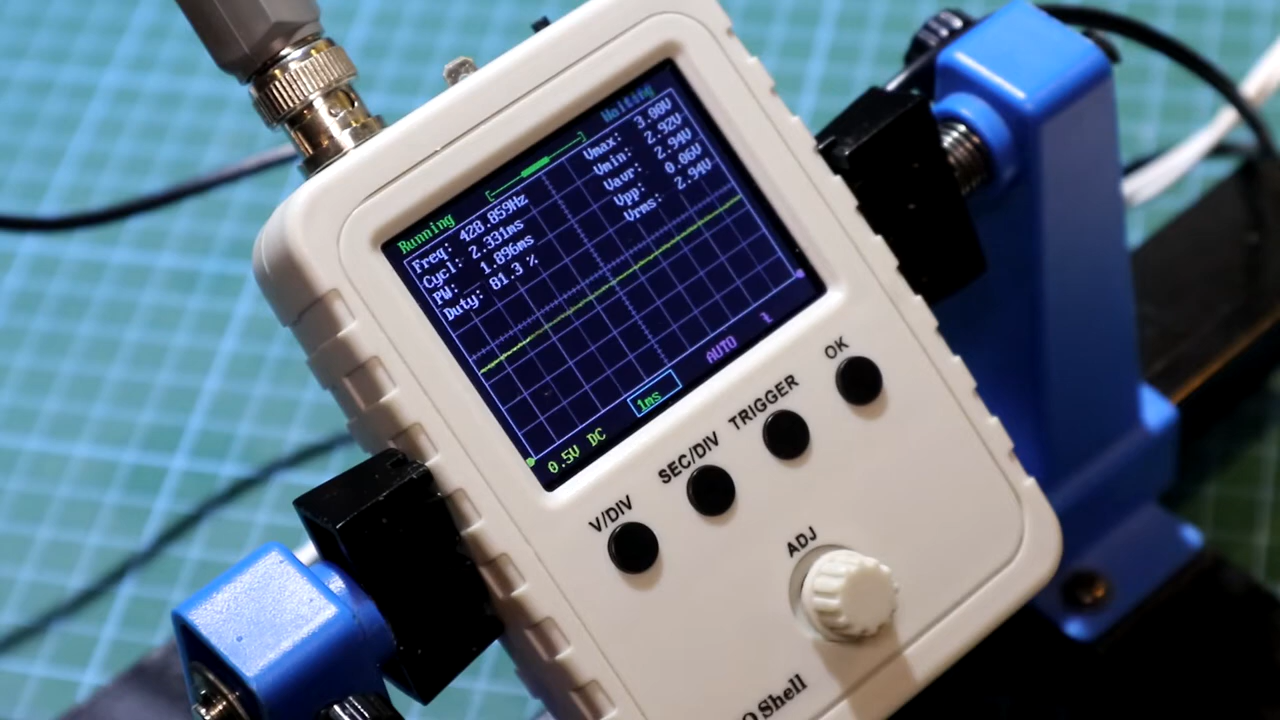 Running
Waiting
Freq: 428.859Hz
Cycl: 2.331ms
PW: 1.896ms
Duty: 81.3 %
Vmax: 3.00V
Vmin: 2.92V
Vavr: 2.94V
Vpp: 0.06V
Vrms: 2.94V
0.5V DC
1ms
AUTO
V/DIV
SEC/DIV
TRIGGER
OK
ADJ
O Shell